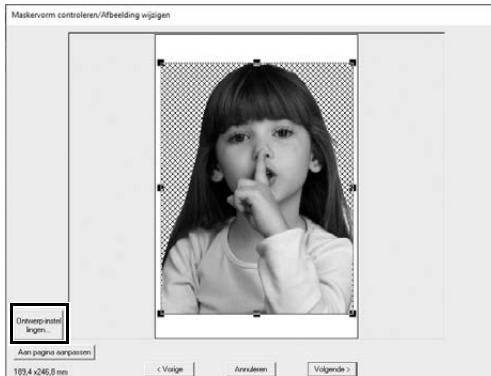 Maskervorm controleren/Afbeelding wijzigen
Ontwerp-instel
lingen...
Aan pagina aanpassen
189,4 x246,8 mm
< Vorige
Annuleren
Volgende >